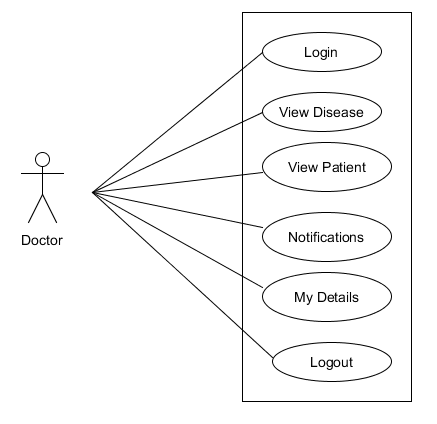 Login
View Disease
View Patient
Doctor
Notifications
My Details
Logout